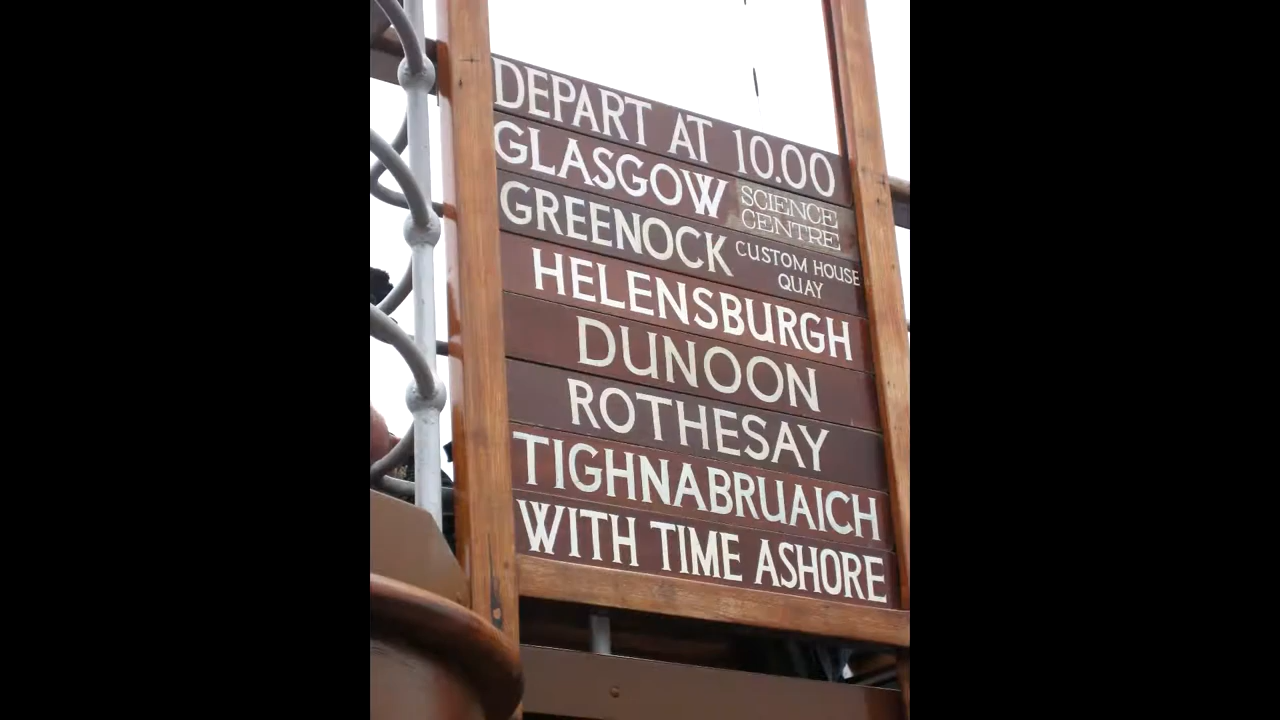 DEPART AT 10.00
GLASGOW SCIENCE CENTRE
GREENOCK CUSTOM HOUSE QUAY
HELENSBURGH
DUNOON
ROTHESAY
TIGHNABRUAICH
WITH TIME ASHORE